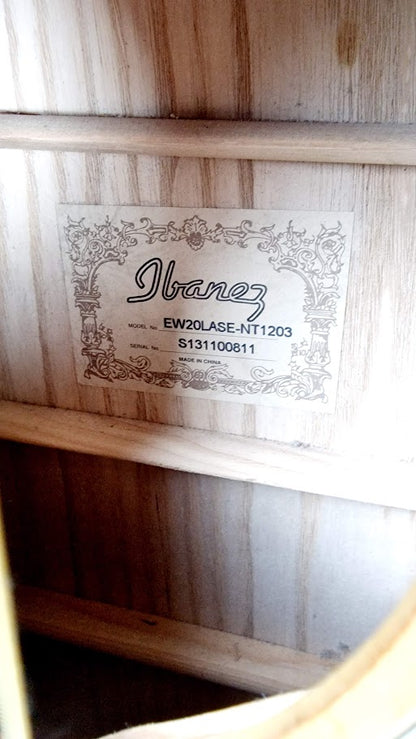 Ibanez
MODEL No. EW20LASE-NT1203
SERIAL No. S131100811
MADE IN CHINA